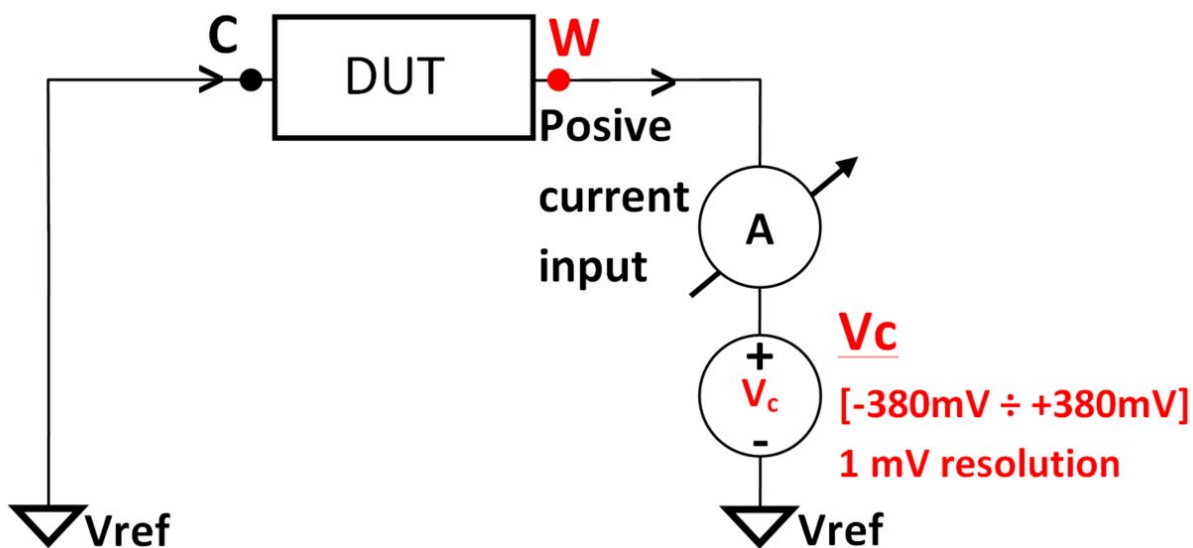 C
DUT
W
Posive
current
input
A
Vc
+
Vc
-
[-380mV ÷ +380mV]
1 mV resolution
Vref
Vref